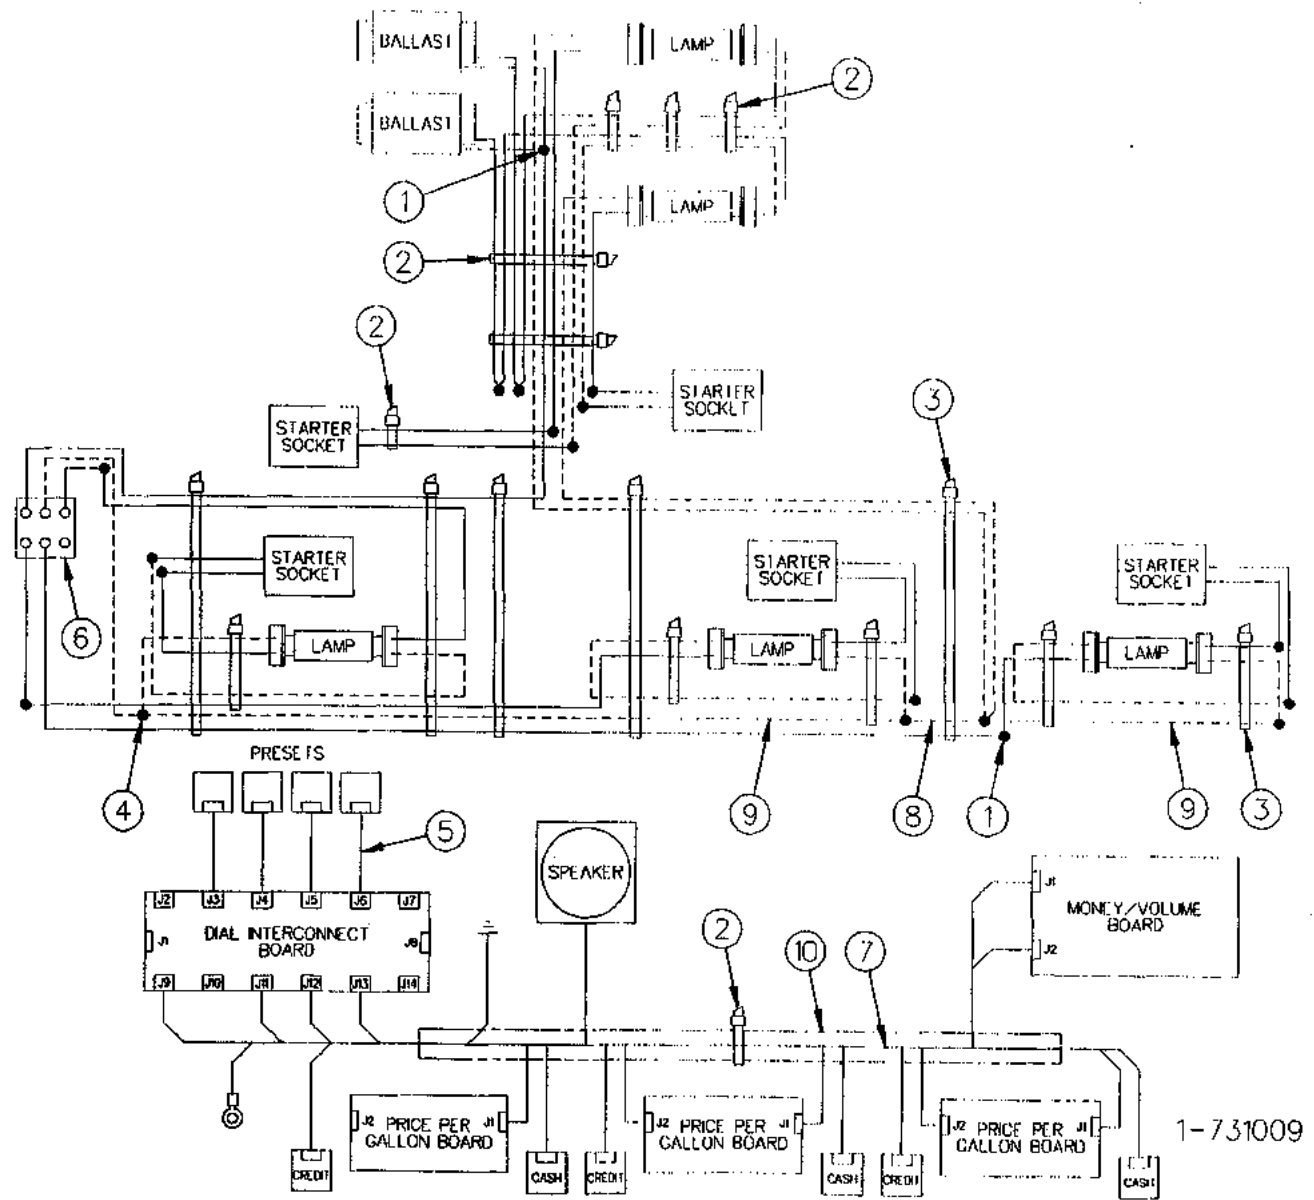 BALLAST
LAMP
2
BALLAST
1
LAMP
2
2
STARTER
SOCKET
3
STARTER
SOCKET
STARTER
SOCKET
STARTER
SOCKET
STARTER
SOCKET
6
LAMP
LAMP
LAMP
PRESETS
4
5
9
8
1
9
3
SPEAKER
J1
MONEY/VOLUME
BOARD
J2
J2 J3 J4 J5 J6 J7
J1 DIAL INTERCONNECT J8
BOARD
J9 J10 J11 J12 J13 J14
2
10
7
J2 PRICE PER J1
GALLON BOARD
J2 PRICE PER J1
GALLON BOARD
J2 PRICE PER J1
GALLON BOARD
1-731009
CREDIT
CASH
CREDIT
CASH
CREDIT
CASH